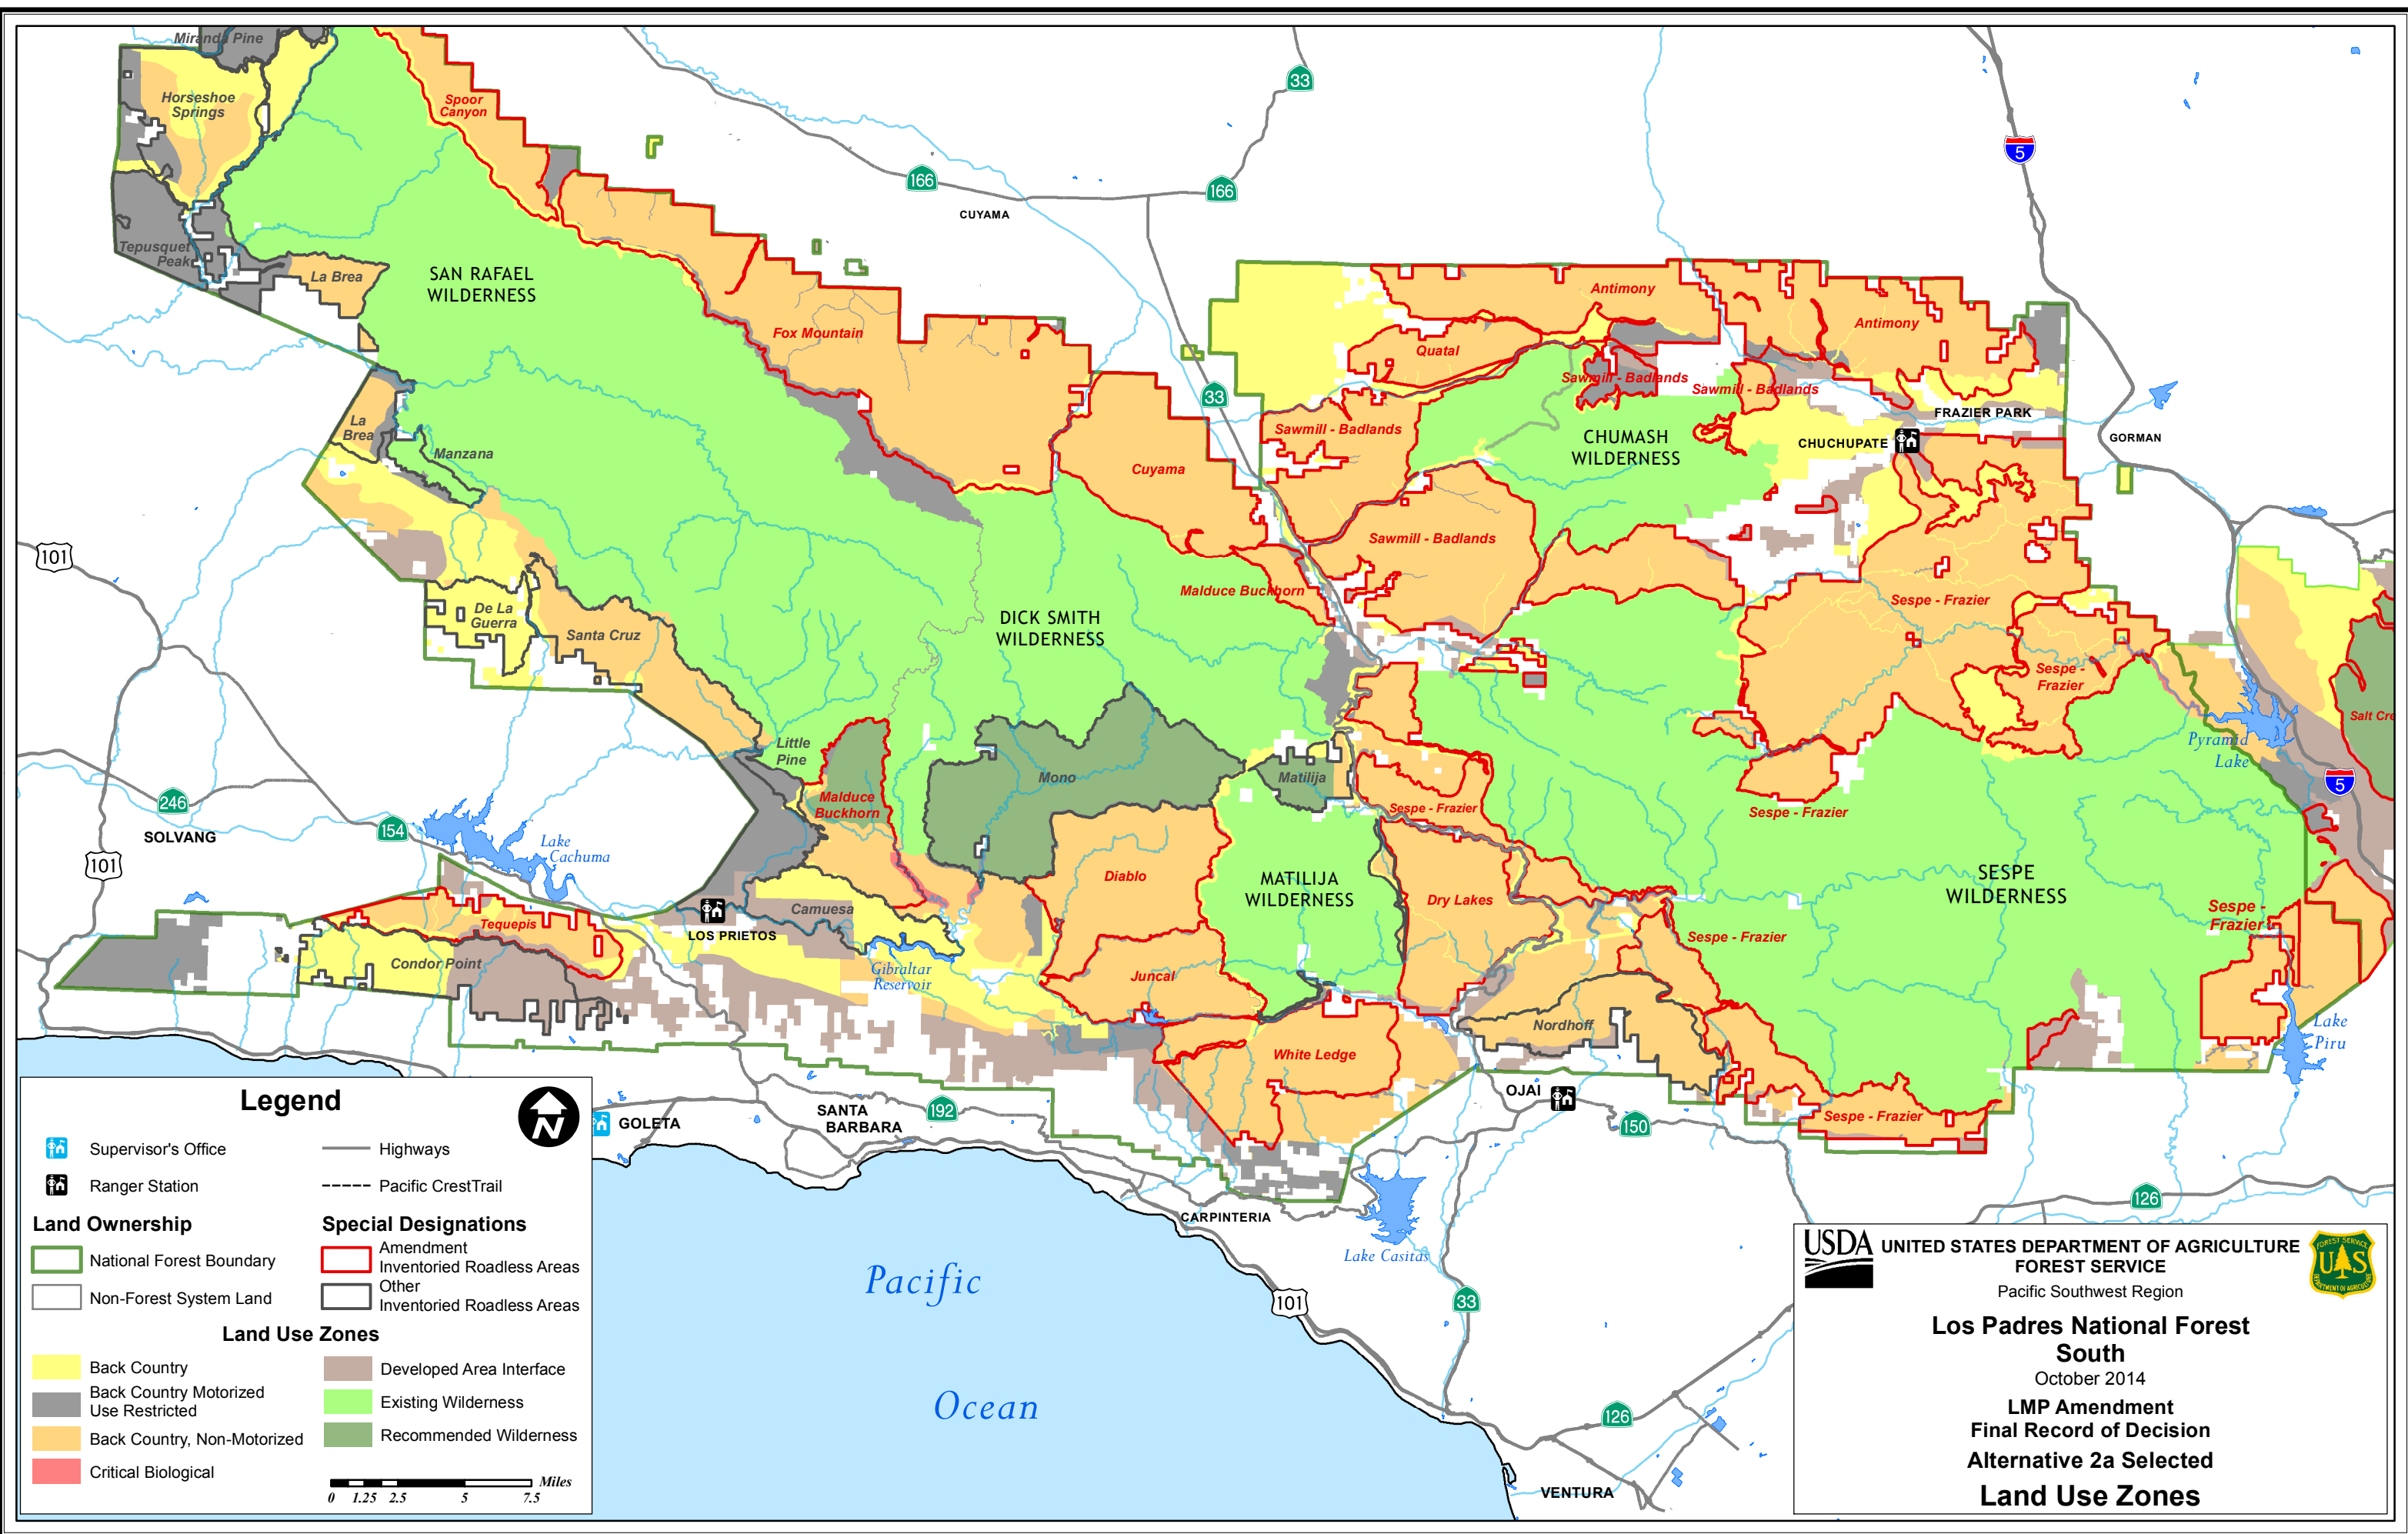 Miranda Pine
Horseshoe
Springs
Spoor
Canyon
33
5
166
166
CUYAMA
Tepusquet
Peak
La Brea
SAN RAFAEL
WILDERNESS
Fox Mountain
Antimony
Antimony
Quatal
Sawmill - Badlands
Sawmill - Badlands
33
FRAZIER PARK
La
Brea
Sawmill - Badlands
CHUMASH
WILDERNESS
CHUCHUPATE
GORMAN
Manzana
Cuyama
101
Sawmill - Badlands
Malduce Buckhorn
Sespe - Frazier
De La
Guerra
Santa Cruz
DICK SMITH
WILDERNESS
Sespe -
Frazier
Salt Cre
Little
Pine
Pyramid
Lake
Mono
Matilija
5
246
Malduce
Buckhorn
Sespe - Frazier
Sespe - Frazier
SOLVANG
154
Lake
Cachuma
101
Diablo
MATILIJA
WILDERNESS
Dry Lakes
SESPE
WILDERNESS
Camuesa
Sespe -
Frazier
Tequepis
LOS PRIETOS
Sespe - Frazier
Condor Point
Gibraltar
Reservoir
Juncal
Nordhoff
Lake
Piru
White Ledge
OJAI
Sespe - Frazier
150
192
SANTA
BARBARA
GOLETA
126
CARPINTERIA
Lake Casitas
Pacific
Ocean
101
33
126
VENTURA
Legend
N
Supervisor's Office
Highways
Ranger Station
Pacific CrestTrail
Land Ownership
Special Designations
National Forest Boundary
Amendment
Inventoried Roadless Areas
Non-Forest System Land
Other
Inventoried Roadless Areas
Land Use Zones
Back Country
Developed Area Interface
Back Country Motorized
Use Restricted
Existing Wilderness
Back Country, Non-Motorized
Recommended Wilderness
Critical Biological
Miles
0 1.25 2.5 5 7.5
USDA
UNITED STATES DEPARTMENT OF AGRICULTURE
FOREST SERVICE
Pacific Southwest Region
FOREST SERVICE
UAS
DEPARTMENT OF AGRICULTURE
Los Padres National Forest
South
October 2014
LMP Amendment
Final Record of Decision
Alternative 2a Selected
Land Use Zones